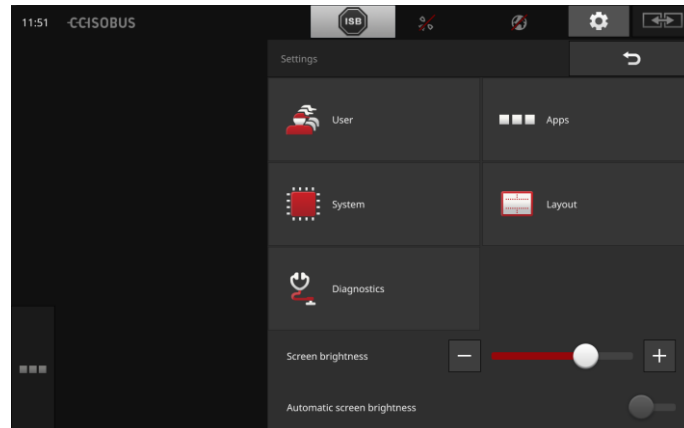 11:51 CCISOBUS
ISB
Settings
User
Apps
System
Layout
Diagnostics
Screen brightness
Automatic screen brightness